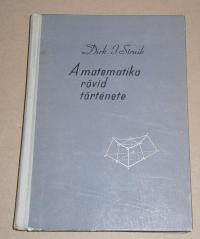 Dirk. J. Struik
A matematika
rövid
története